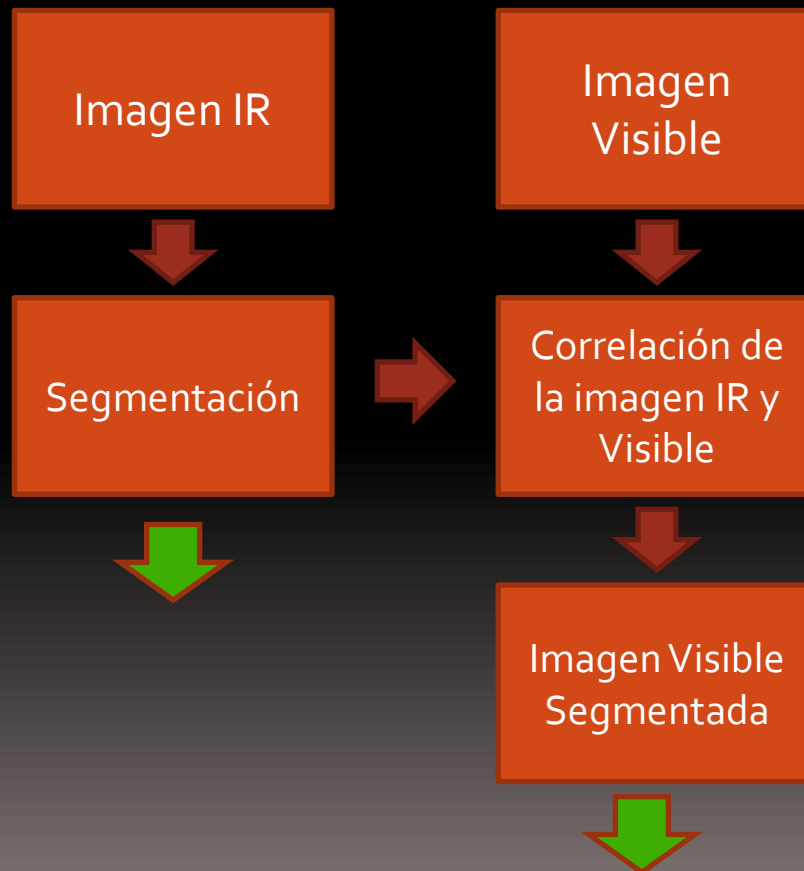 Imagen IR
Imagen
Visible
Segmentación
Correlación de
la imagen IR y
Visible
Imagen Visible
Segmentada